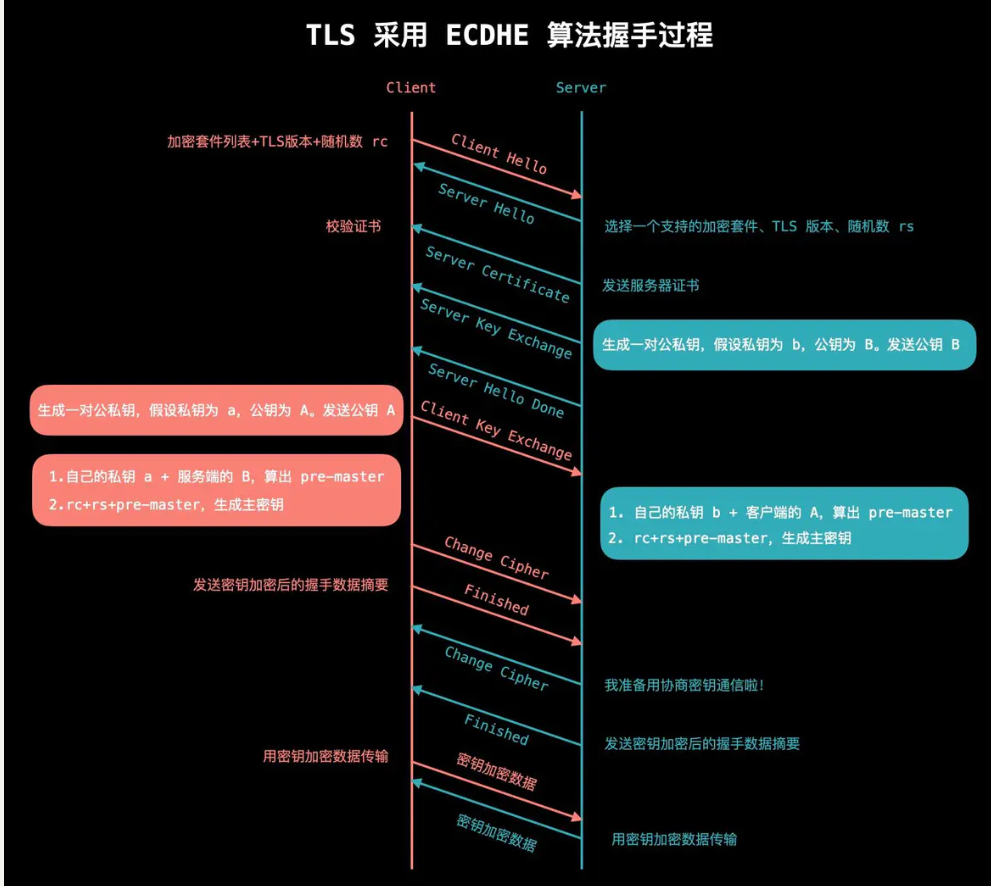 TLS 采用 ECDHE 算法握手过程
Client
Server
加密套件列表+TLS版本+随机数 rc
Client Hello
Server Hello
校验证书
选择一个支持的加密套件、TLS 版本、随机数 rs
Server Certificate
发送服务器证书
Server Key Exchange
生成一对公私钥，假设私钥为 b，公钥为 B。发送公钥 B
Server Hello Done
生成一对公私钥，假设私钥为 a，公钥为 A。发送公钥 A
Client Key Exchange
1.自己的私钥 a + 服务端的 B，算出 pre-master
2.rc+rs+pre-master，生成主密钥
1. 自己的私钥 b + 客户端的 A，算出 pre-master
2. rc+rs+pre-master，生成主密钥
Change Cipher
发送密钥加密后的握手数据摘要
Finished
Change Cipher
我准备用协商密钥通信啦！
Finished
发送密钥加密后的握手数据摘要
用密钥加密数据传输
密钥加密数据
密钥加密数据
用密钥加密数据传输